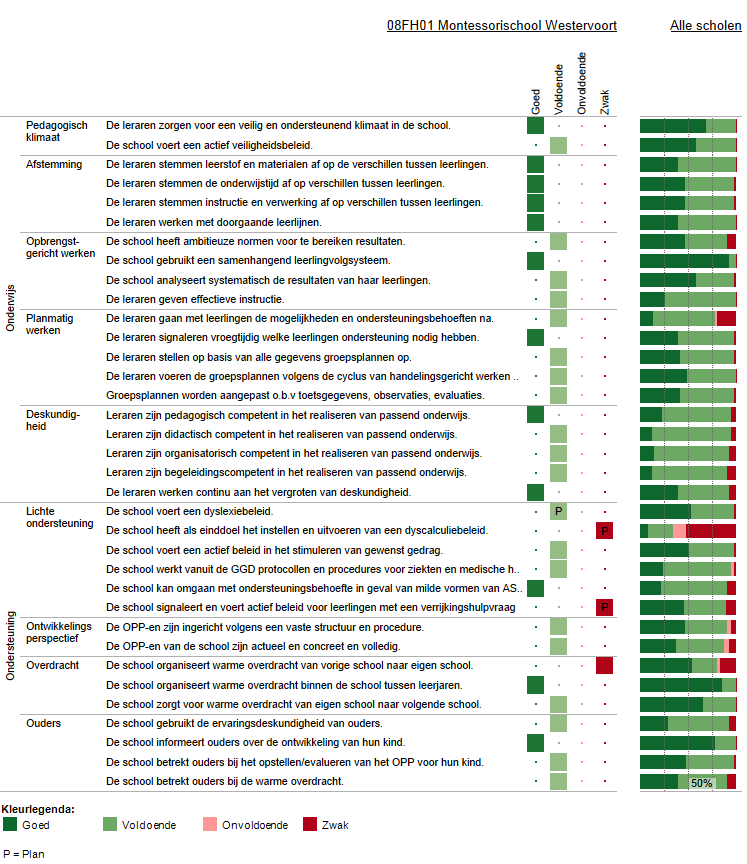 08FH01 Montessorischool Westervoort
Alle scholen
Goed
Voldoende
Onvoldoende
Zwak
Onderwijs
Pedagogisch
klimaat
De leraren zorgen voor een veilig en ondersteunend klimaat in de school.
De school voert een actief veiligheidsbeleid.
Afstemming
De leraren stemmen leerstof en materialen af op de verschillen tussen leerlingen.
De leraren stemmen de onderwijstijd af op verschillen tussen leerlingen.
De leraren stemmen instructie en verwerking af op verschillen tussen leerlingen.
De leraren werken met doorgaande leerlijnen.
Opbrengst-
gericht werken
De school heeft ambitieuze normen voor te bereiken resultaten.
De school gebruikt een samenhangend leerlingvolgsysteem.
De school analyseert systematisch de resultaten van haar leerlingen.
De leraren geven effectieve instructie.
Planmatig
werken
De leraren gaan met leerlingen de mogelijkheden en ondersteuningsbehoeften na.
De leraren signaleren vroegtijdig welke leerlingen ondersteuning nodig hebben.
De leraren stellen op basis van alle gegevens groepsplannen op.
De leraren voeren de groepsplannen volgens de cyclus van handelingsgericht werken ..
Groepsplannen worden aangepast o.b.v toetsgegevens, observaties, evaluaties.
Deskundig-
heid
Leraren zijn pedagogisch competent in het realiseren van passend onderwijs.
Leraren zijn didactisch competent in het realiseren van passend onderwijs.
Leraren zijn organisatorisch competent in het realiseren van passend onderwijs.
Leraren zijn begeleidingscompetent in het realiseren van passend onderwijs.
De leraren werken continu aan het vergroten van deskundigheid.
Ondersteuning
Lichte
ondersteuning
De school voert een dyslexiebeleid.
P
De school heeft als einddoel het instellen en uitvoeren van een dyscalculiebeleid.
P
De school voert een actief beleid in het stimuleren van gewenst gedrag.
De school werkt vanuit de GGD protocollen en procedures voor ziekten en medische h..
De school kan omgaan met ondersteuningsbehoefte in geval van milde vormen van AS..
De school signaleert en voert actief beleid voor leerlingen met een verrijkingshulpvraag
P
Ontwikkelings
perspectief
De OPP-en zijn ingericht volgens een vaste structuur en procedure.
De OPP-en van de school zijn actueel en concreet en volledig.
Overdracht
De school organiseert warme overdracht van vorige school naar eigen school.
De school organiseert warme overdracht binnen de school tussen leerjaren.
De school zorgt voor warme overdracht van eigen school naar volgende school.
Ouders
De school gebruikt de ervaringsdeskundigheid van ouders.
De school informeert ouders over de ontwikkeling van hun kind.
De school betrekt ouders bij het opstellen/evalueren van het OPP voor hun kind.
De school betrekt ouders bij de warme overdracht.
50%
Kleurlegenda:
Goed
Voldoende
Onvoldoende
Zwak
P = Plan